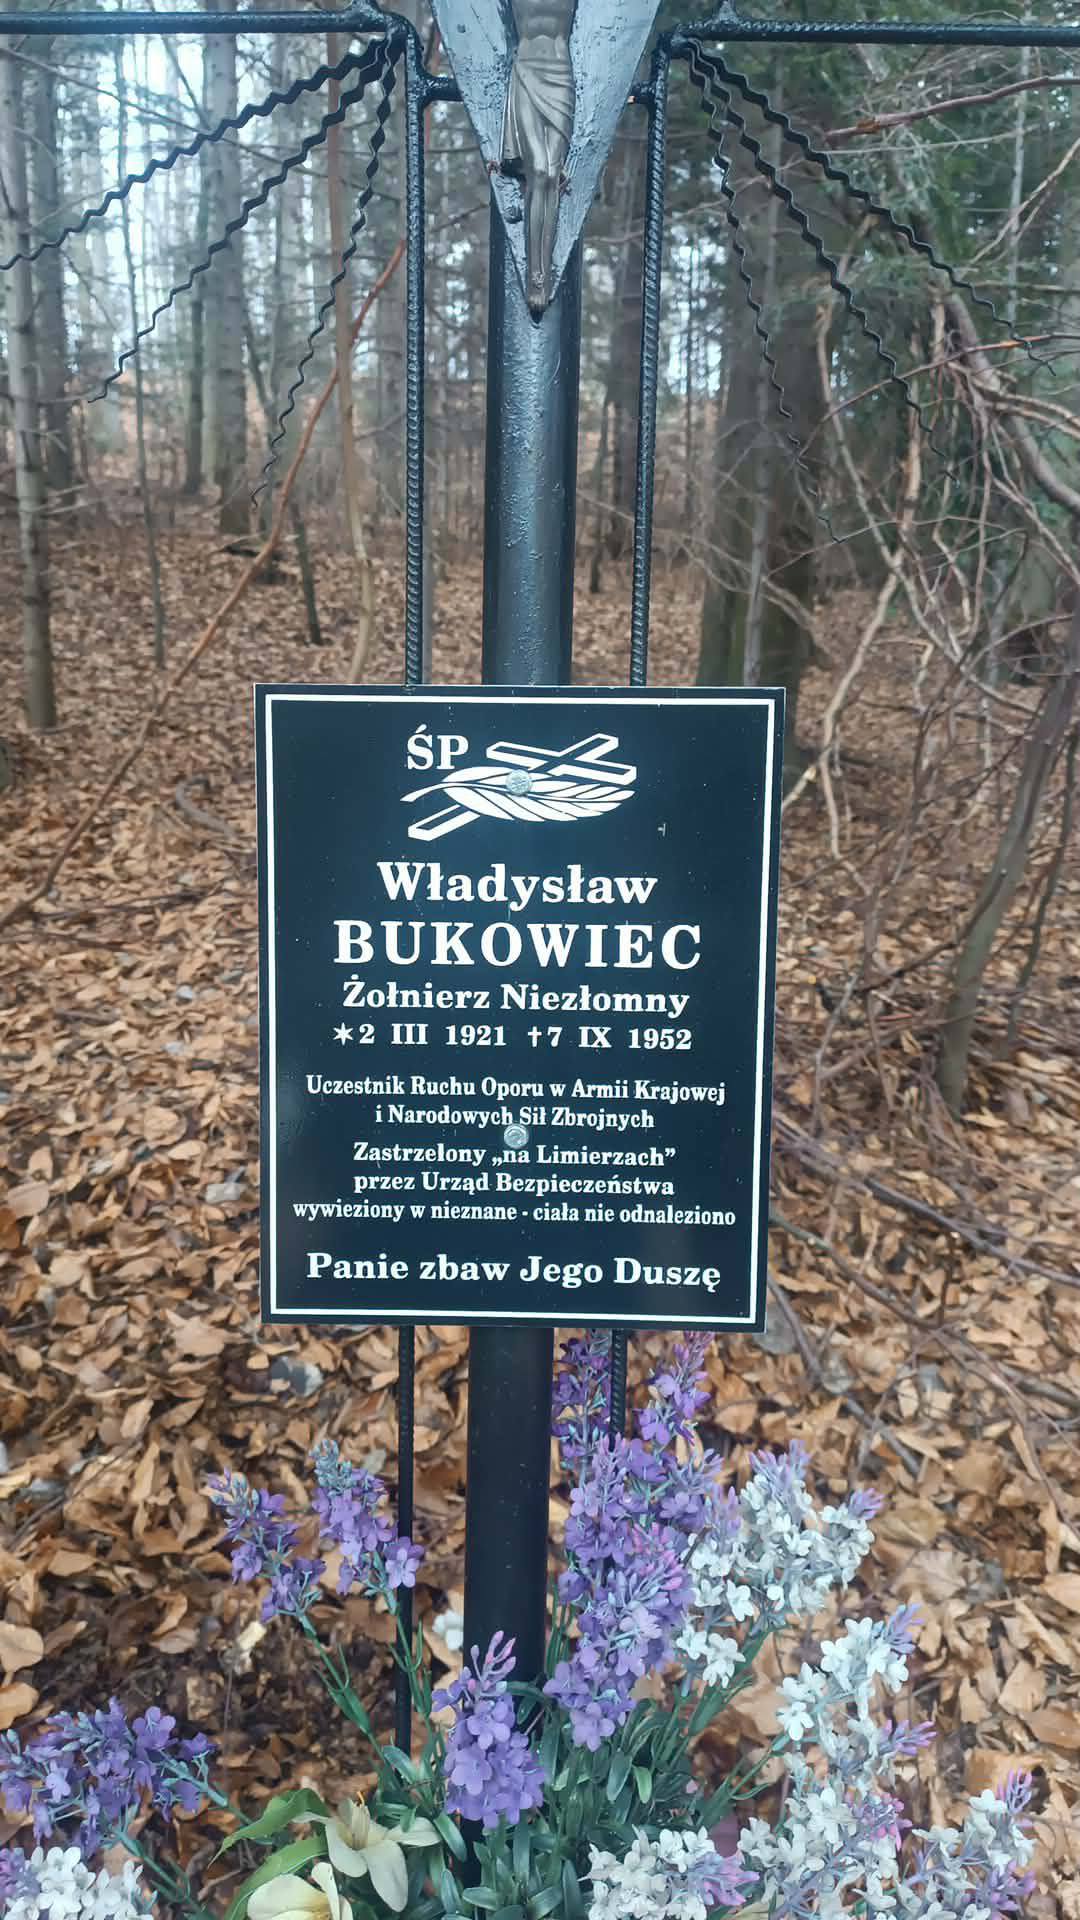 ŚP
Władysław
BUKOWIEC
Żołnierz Niezłomny
✶2 III 1921 ✝7 IX 1952
Uczestnik Ruchu Oporu w Armii Krajowej
i Narodowych Sił Zbrojnych
Zastrzelony „na Limierzach”
przez Urząd Bezpieczeństwa
wywieziony w nieznane - ciała nie odnaleziono
Panie zbaw Jego Duszę